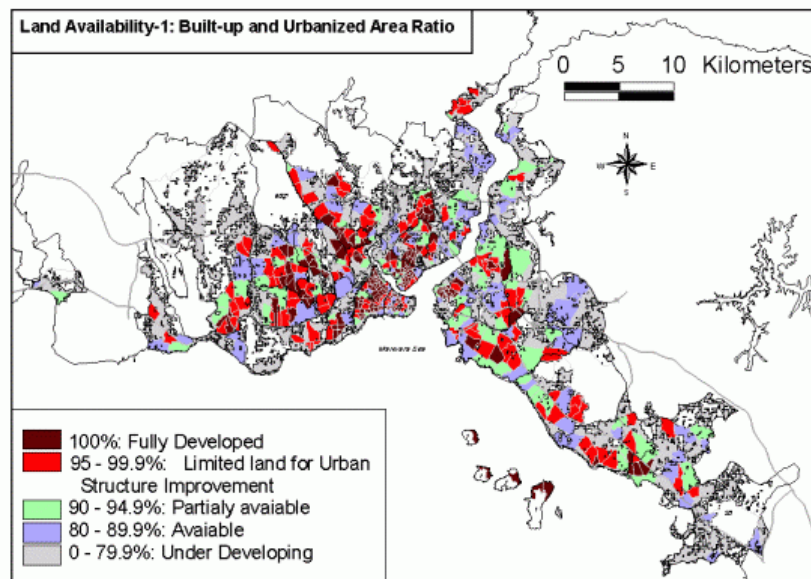 Land Availability-1: Built-up and Urbanized Area Ratio
0 5 10 Kilometers
N
W E
S
Marmara Sea
100%: Fully Developed
95 - 99.9% Limited land for Urban
Structure Improvement
90 - 94.9%: Partialy avaiable
80 - 89.9%: Avaiable
0 - 79.9%: Under Developing